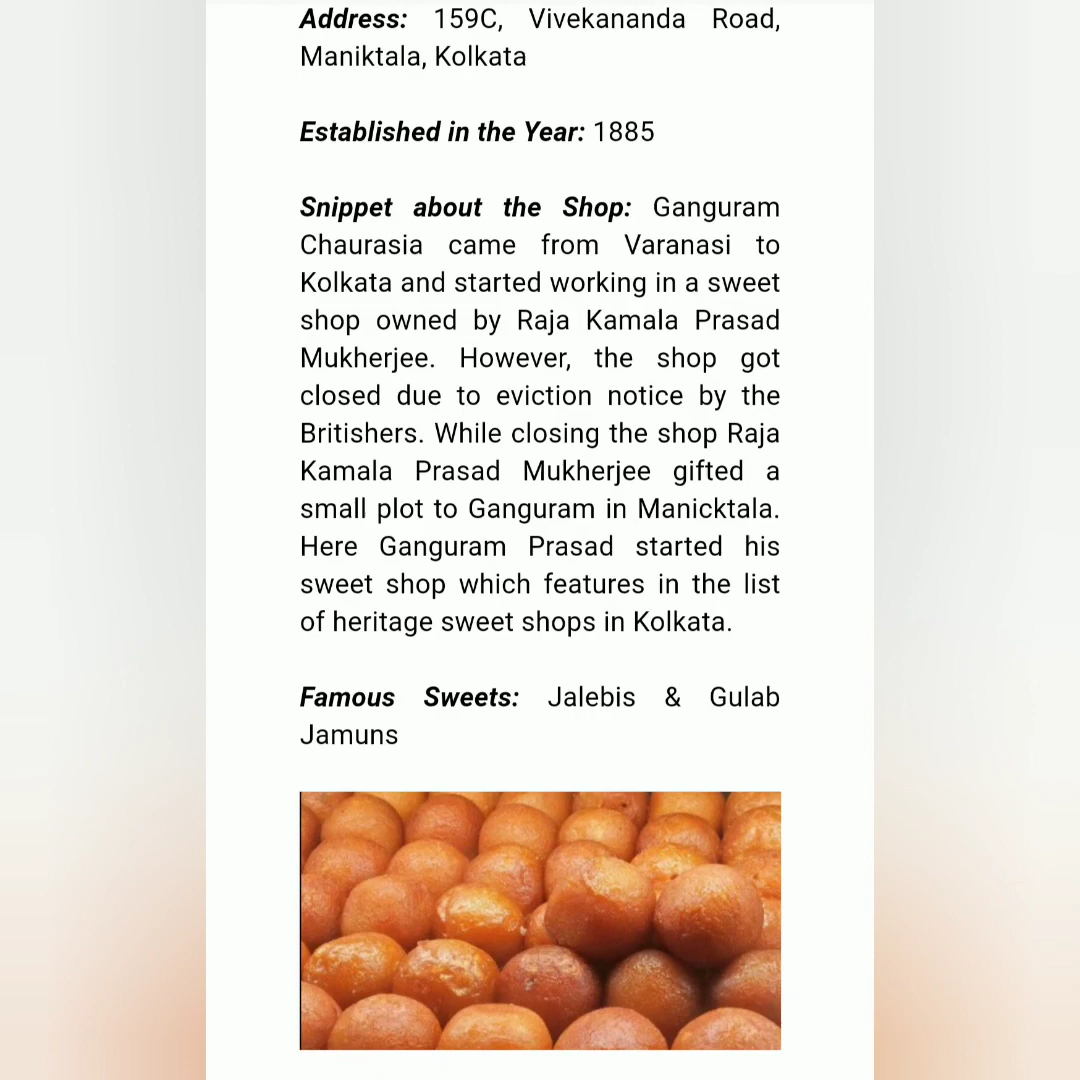 Address: 159C, Vivekananda Road,
Maniktala, Kolkata
Established in the Year: 1885
Snippet about the Shop: Ganguram
Chaurasia came from Varanasi to
Kolkata and started working in a sweet
shop owned by Raja Kamala Prasad
Mukherjee. However, the shop got
closed due to eviction notice by the
Britishers. While closing the shop Raja
Kamala Prasad Mukherjee gifted a
small plot to Ganguram in Manicktala.
Here Ganguram Prasad started his
sweet shop which features in the list
of heritage sweet shops in Kolkata.
Famous Sweets: Jalebis & Gulab
Jamuns